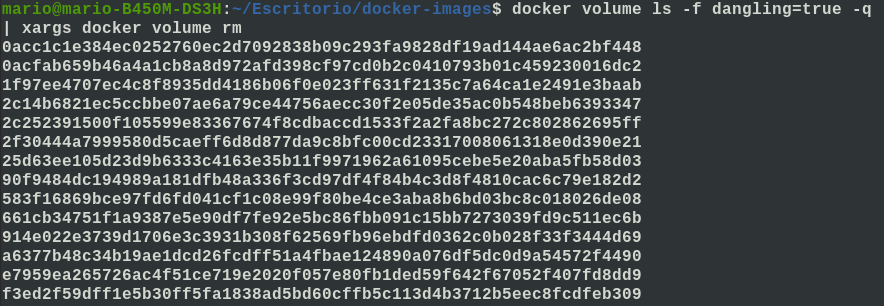 mario@mario-B450M-DS3H:~/Escritorio/docker-images$ docker volume ls -f dangling=true -q
| xargs docker volume rm
0acc1c1e384ec0252760ec2d7092838b09c293fa9828df19ad144ae6ac2bf448
0acfab659b46a4a1cb8a8d972afd398cf97cd0b2c0410793b01c459230016dc2
1f97ee4707ec4c8f8935dd4186b06f0e023ff631f2135c7a64ca1e2491e3baab
2c14b6821ec5ccbbe07ae6a79ce44756aecc30f2e05de35ac0b548beb6393347
2c252391500f105599e83367674f8cdbaccd1533f2a2fa8bc272c802862695ff
2f30444a7999580d5caeff6d8d877da9c8bfc00cd23317008061318e0d390e21
25d63ee105d23d9b6333c4163e35b11f9971962a61095cebe5e20aba5fb58d03
90f9484dc194989a181dfb48a336f3cd97df4f84b4c3d8f4810cac6c79e182d2
583f16869bce97fd6fd041cf1c08e99f80be4ce3aba8b6bd03bc8c018026de08
661cb34751f1a9387e5e90df7fe92e5bc86fbb091c15bb7273039fd9c511ec6b
914e022e3739d1706e3c3931b308f62569fb96ebdfd0362c0b028f33f3444d69
a6377b48c34b19ae1dcd26fcdff51a4fbae124890a076df5dc0d9a54572f4490
e7959ea265726ac4f51ce719e2020f057e80fb1ded59f642f67052f407fd8dd9
f3ed2f59dff1e5b30ff5fa1838ad5bd60cffb5c113d4b3712b5eec8fcdfeb309